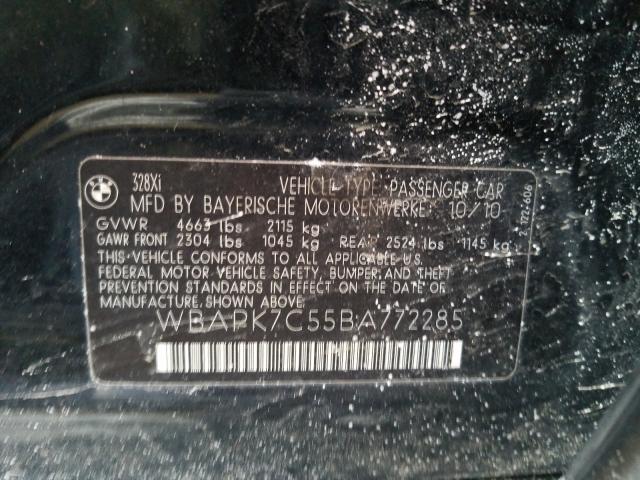 BMW
328Xi VEHICLE TYPE PASSENGER CAR
MFD BY BAYERISCHE MOTORENWERKE 10/10
GVWR 4663 lbs 2115 kg
GAWR FRONT 2304 lbs 1045 kg REAR 2524 lbs 1145 kg
THIS VEHICLE CONFORMS TO ALL APPLICABLE U.S.
FEDERAL MOTOR VEHICLE SAFETY, BUMPER, AND THEFT
PREVENTION STANDARDS IN EFFECT ON THE DATE OF
MANUFACTURE SHOWN ABOVE.
WBAPK7C55BA772285